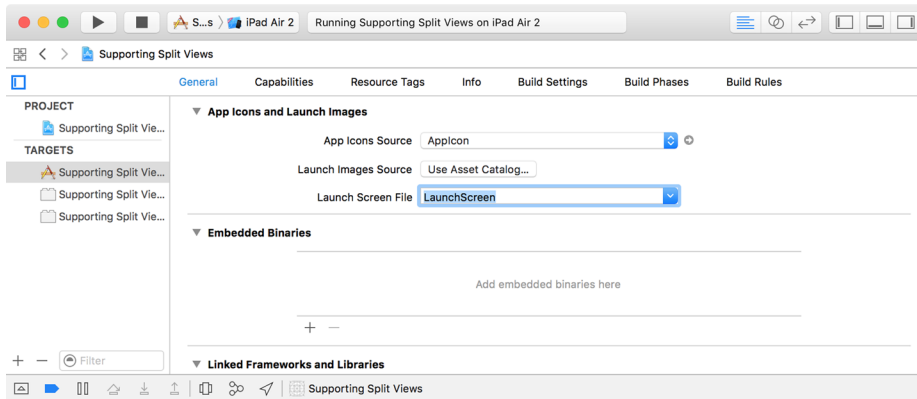 S...s iPad Air 2 Running Supporting Split Views on iPad Air 2
Supporting Split Views
General Capabilities Resource Tags Info Build Settings Build Phases Build Rules
PROJECT
Supporting Split Vie...
TARGETS
Supporting Split Vie...
Supporting Split Vie...
Supporting Split Vie...
App Icons and Launch Images
App Icons Source AppIcon
Launch Images Source Use Asset Catalog...
Launch Screen File LaunchScreen
Embedded Binaries
Add embedded binaries here
Filter
Linked Frameworks and Libraries
Supporting Split Views